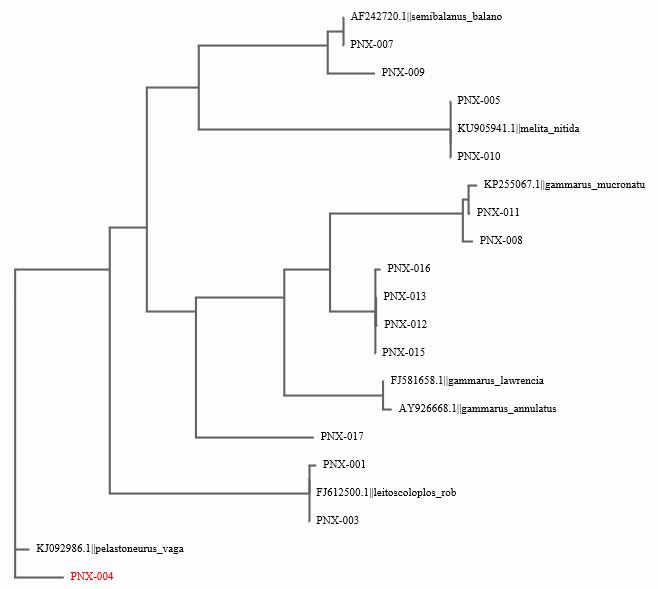 AF242720.1||semibalanus_balano
PNX-007
PNX-009
PNX-005
KU905941.1||melita_nitida
PNX-010
KP255067.1||gammarus_mucronatu
PNX-011
PNX-008
PNX-016
PNX-013
PNX-012
PNX-015
FJ581658.1||gammarus_lawrencia
AY926668.1||gammarus_annulatus
PNX-017
PNX-001
FJ612500.1||leitoscoloplos_rob
PNX-003
KJ092986.1||pelastoneurus_vaga
PNX-004